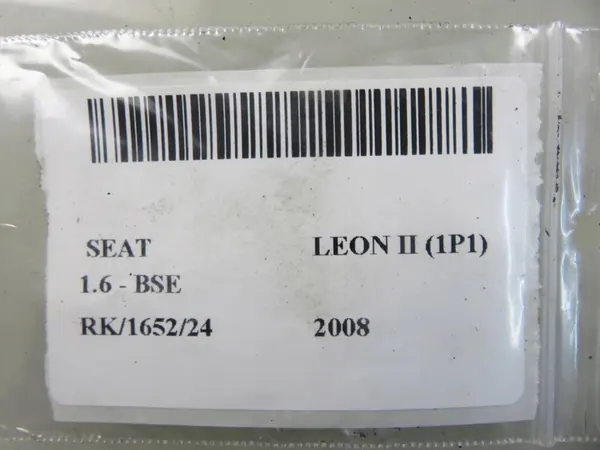 SEAT LEON II (1P1)
1.6 - BSE
RK/1652/24 2008